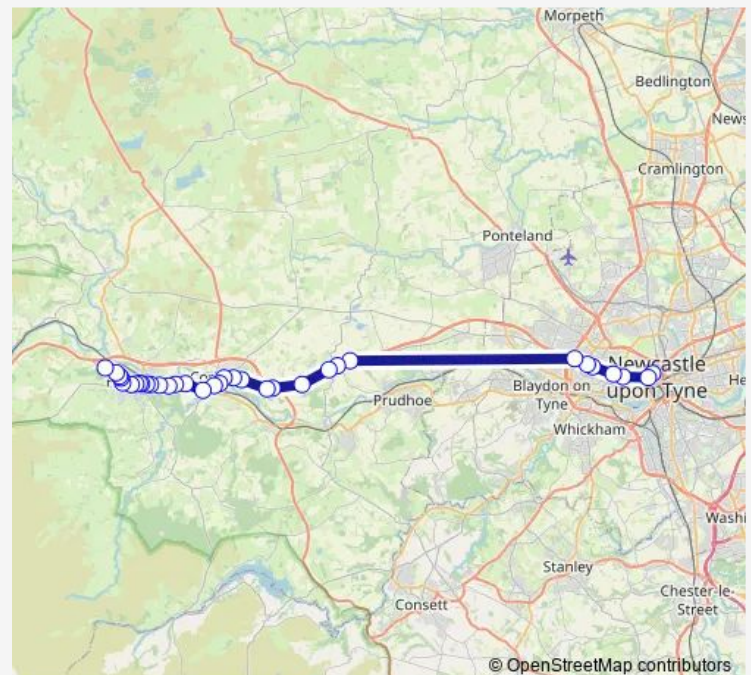 Morpeth
Bedlington
News
Cramlington
Ponteland
Newcastle
upon Tyne
He
Blaydon on
Tyne
Prudhoe
Whickham
Washi
Stanley
Chester-le-
Street
Consett
© OpenStreetMap contributors